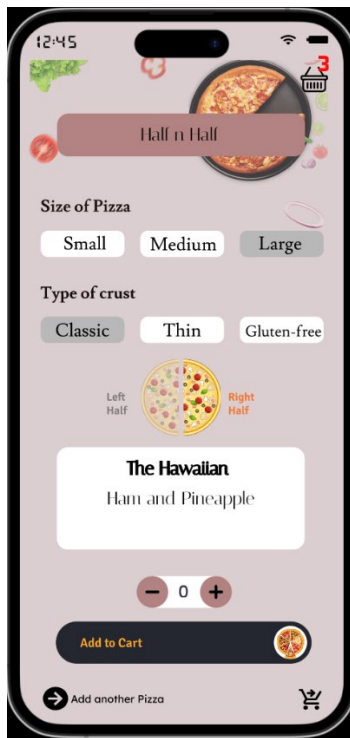 12:45
3
Half n Half
Size of Pizza
Small Medium Large
Type of crust
Classic Thin Gluten-free
Left Half
Right Half
The Hawaiian
Ham and Pineapple
0
Add to Cart
Add another Pizza